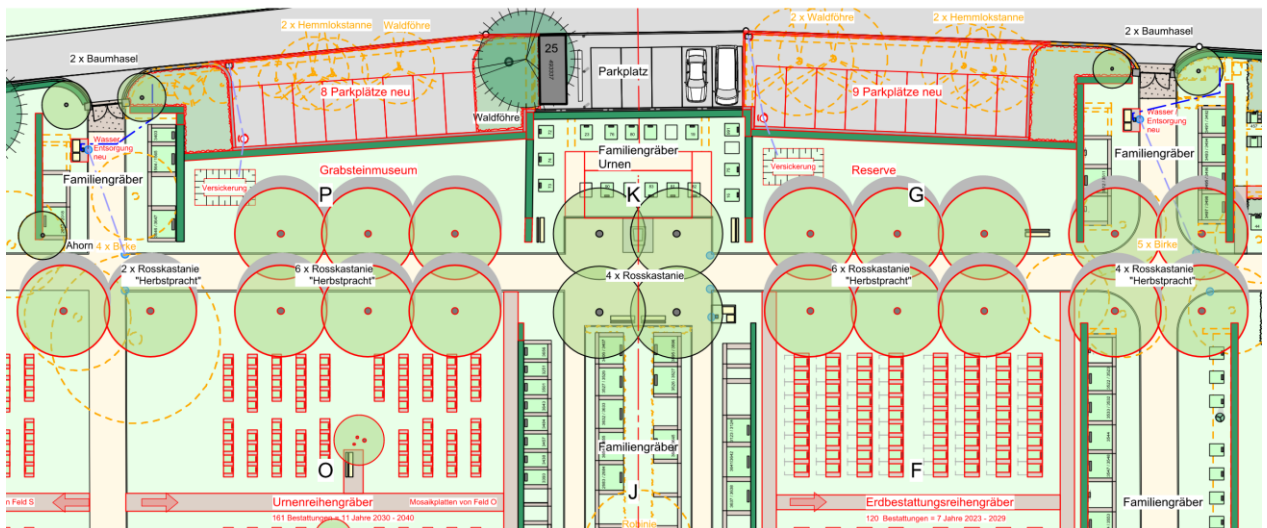 2 x Hemmlokstanne
Waldföhre
2 x Waldföhre
2 x Hemmlokstanne
2 x Baumhasel
2 x Baumhasel
25
Parkplatz
8 Parkplätze neu
9 Parkplätze neu
Waldföhre
Wasser
Entsorgung
neu
Wasser
Entsorgung
neu
Familiengräber
Familiengräber
Urnen
Familiengräber
Versickerung
Grabsteinmuseum
Versickerung
Reserve
P
K
G
Ahorn
4 x Birke
5 x Birke
2 x Rosskastanie
"Herbstpracht"
6 x Rosskastanie
"Herbstpracht"
4 x Rosskastanie
6 x Rosskastanie
"Herbstpracht"
4 x Rosskastanie
"Herbstpracht"
Familiengräber
O
J
F
n von Feld S
Urnenreihengräber
Mosaikplatten von Feld O
161 Bestattungen = 11 Jahre 2030 - 2040
Robinie
Erdbestattungsreihengräber
120 Bestattungen = 7 Jahre 2023 - 2029
Familiengräber